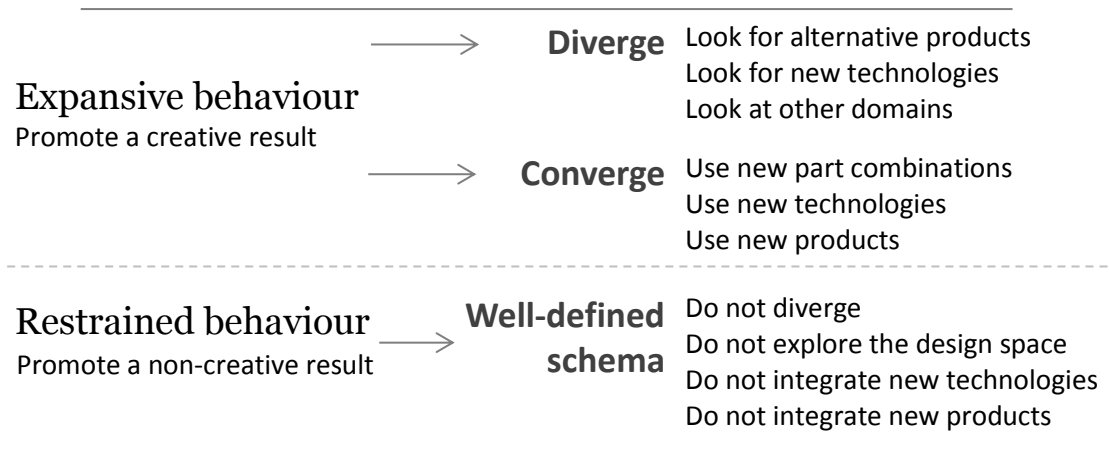 Expansive behaviour
Promote a creative result
Diverge
Look for alternative products
Look for new technologies
Look at other domains
Converge
Use new part combinations
Use new technologies
Use new products
Restrained behaviour
Promote a non-creative result
Well-defined
schema
Do not diverge
Do not explore the design space
Do not integrate new technologies
Do not integrate new products